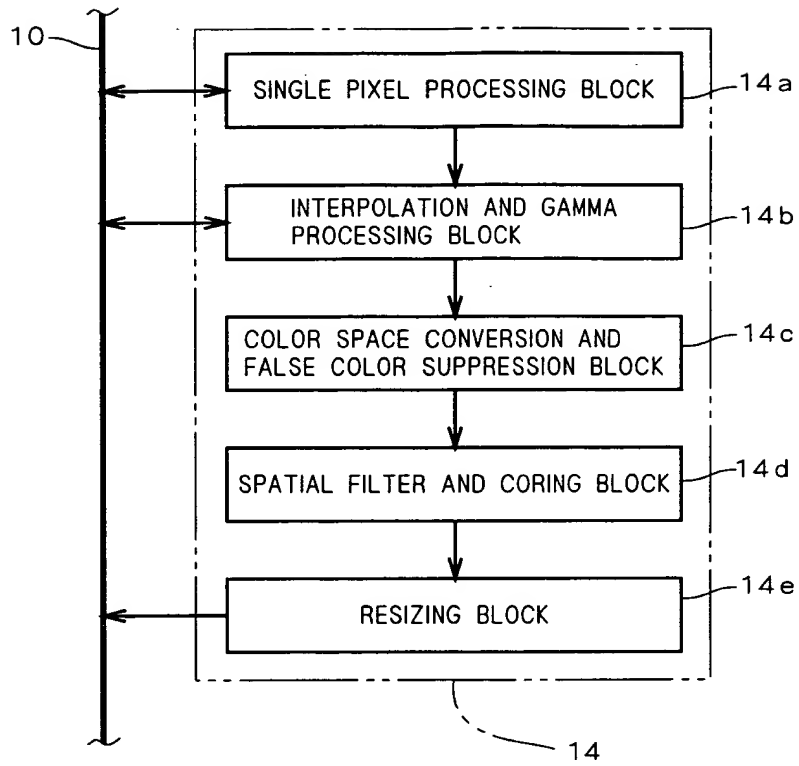 10
SINGLE PIXEL PROCESSING BLOCK
14a
INTERPOLATION AND GAMMA
PROCESSING BLOCK
14b
COLOR SPACE CONVERSION AND
FALSE COLOR SUPPRESSION BLOCK
14c
SPATIAL FILTER AND CORING BLOCK
14d
RESIZING BLOCK
14e
14